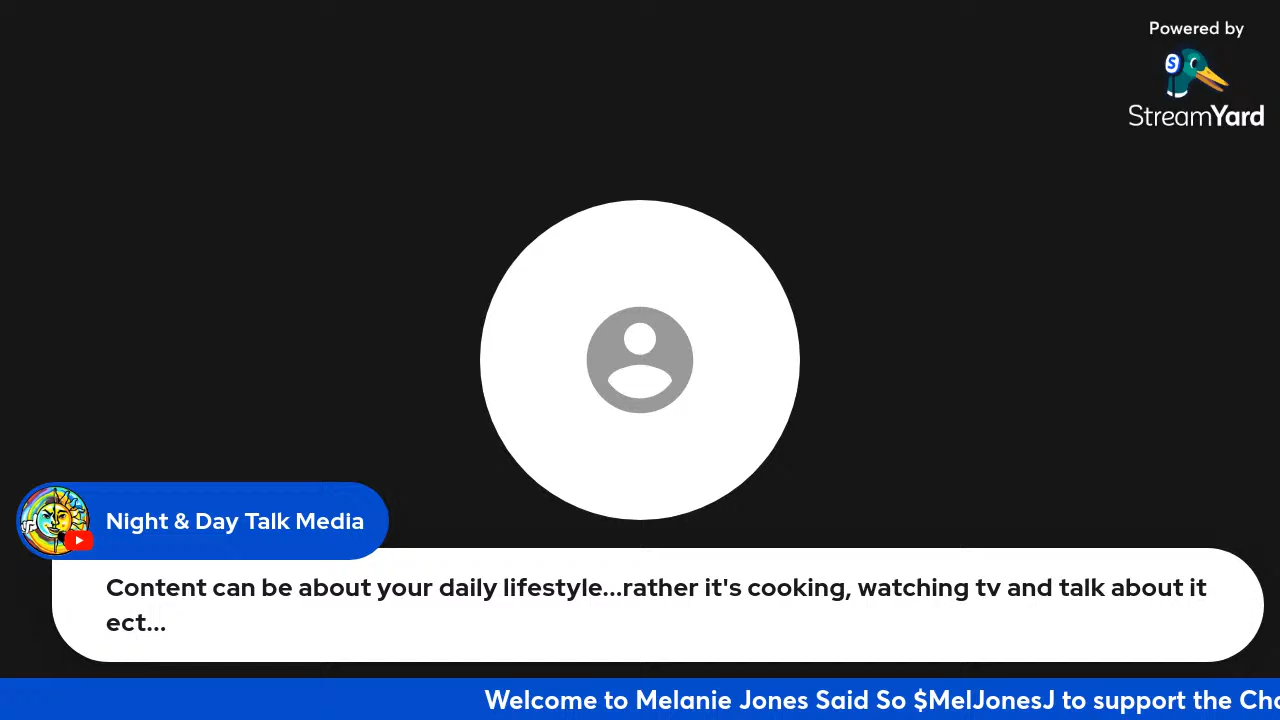 Powered by
S
StreamYard
Night & Day Talk Media
Content can be about your daily lifestyle...rather it's cooking, watching tv and talk about it
ect...
Welcome to Melanie Jones Said So $MelJonesJ to support the